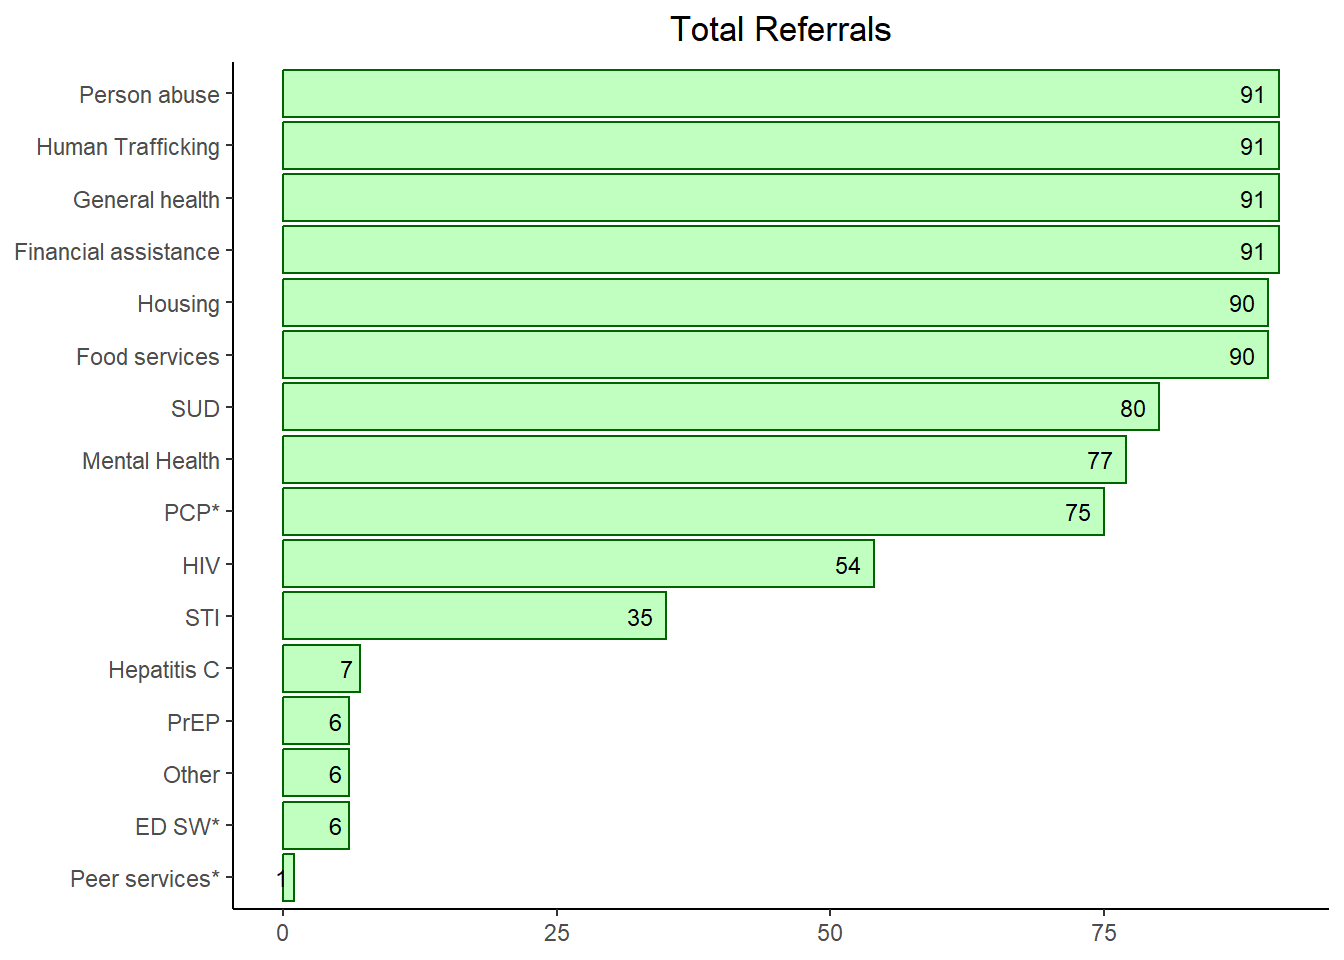 Total Referrals
Person abuse 91
Human Trafficking 91
General health 91
Financial assistance 91
Housing 90
Food services 90
SUD 80
Mental Health 77
PCP* 75
HIV 54
STI 35
Hepatitis C 7
PrEP 6
Other 6
ED SW* 6
Peer services* 1
0 25 50 75